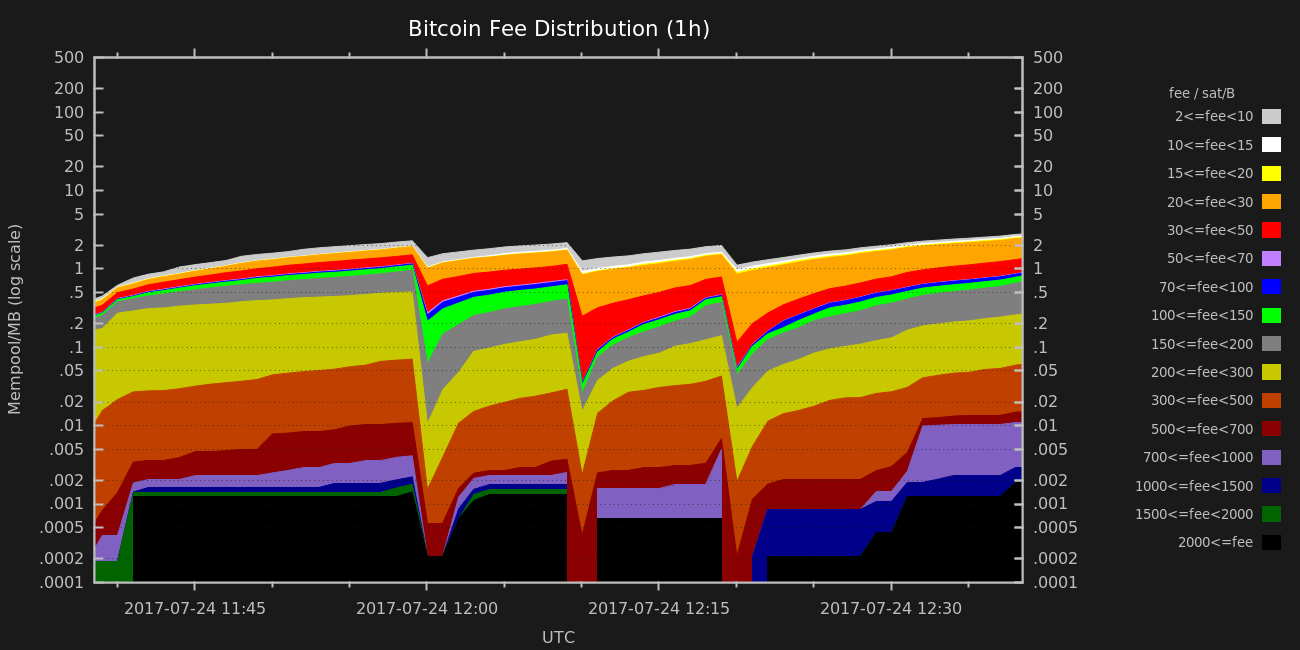 Bitcoin Fee Distribution (1h)
500
200
100
50
20
10
5
2
1
.5
.2
.1
.05
.02
.01
.005
.002
.001
.0005
.0002
.0001
Mempool/MB (log scale)
500
200
100
50
20
10
5
2
1
.5
.2
.1
.05
.02
.01
.005
.002
.001
.0005
.0002
.0001
fee / sat/B
2<=fee<10
10<=fee<15
15<=fee<20
20<=fee<30
30<=fee<50
50<=fee<70
70<=fee<100
100<=fee<150
150<=fee<200
200<=fee<300
300<=fee<500
500<=fee<700
700<=fee<1000
1000<=fee<1500
1500<=fee<2000
2000<=fee
2017-07-24 11:45
2017-07-24 12:00
2017-07-24 12:15
2017-07-24 12:30
UTC